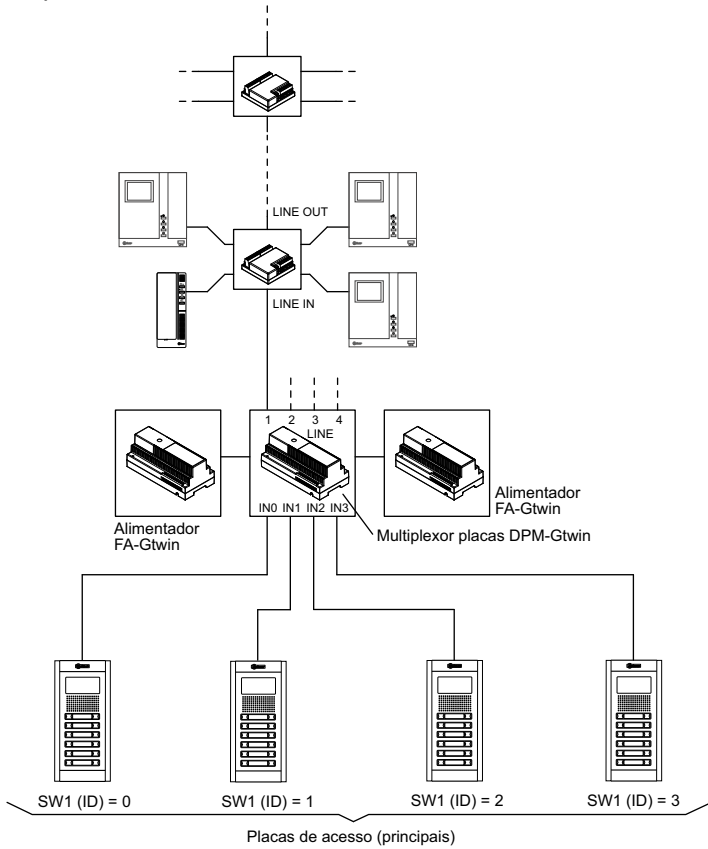 LINE OUT
LINE IN
1 2 3 4
LINE
IN0 IN1 IN2 IN3
Alimentador
FA-Gtwin
Alimentador
FA-Gtwin
Multiplexor placas DPM-Gtwin
SW1 (ID) = 0 SW1 (ID) = 1 SW1 (ID) = 2 SW1 (ID) = 3
Placas de acesso (principais)